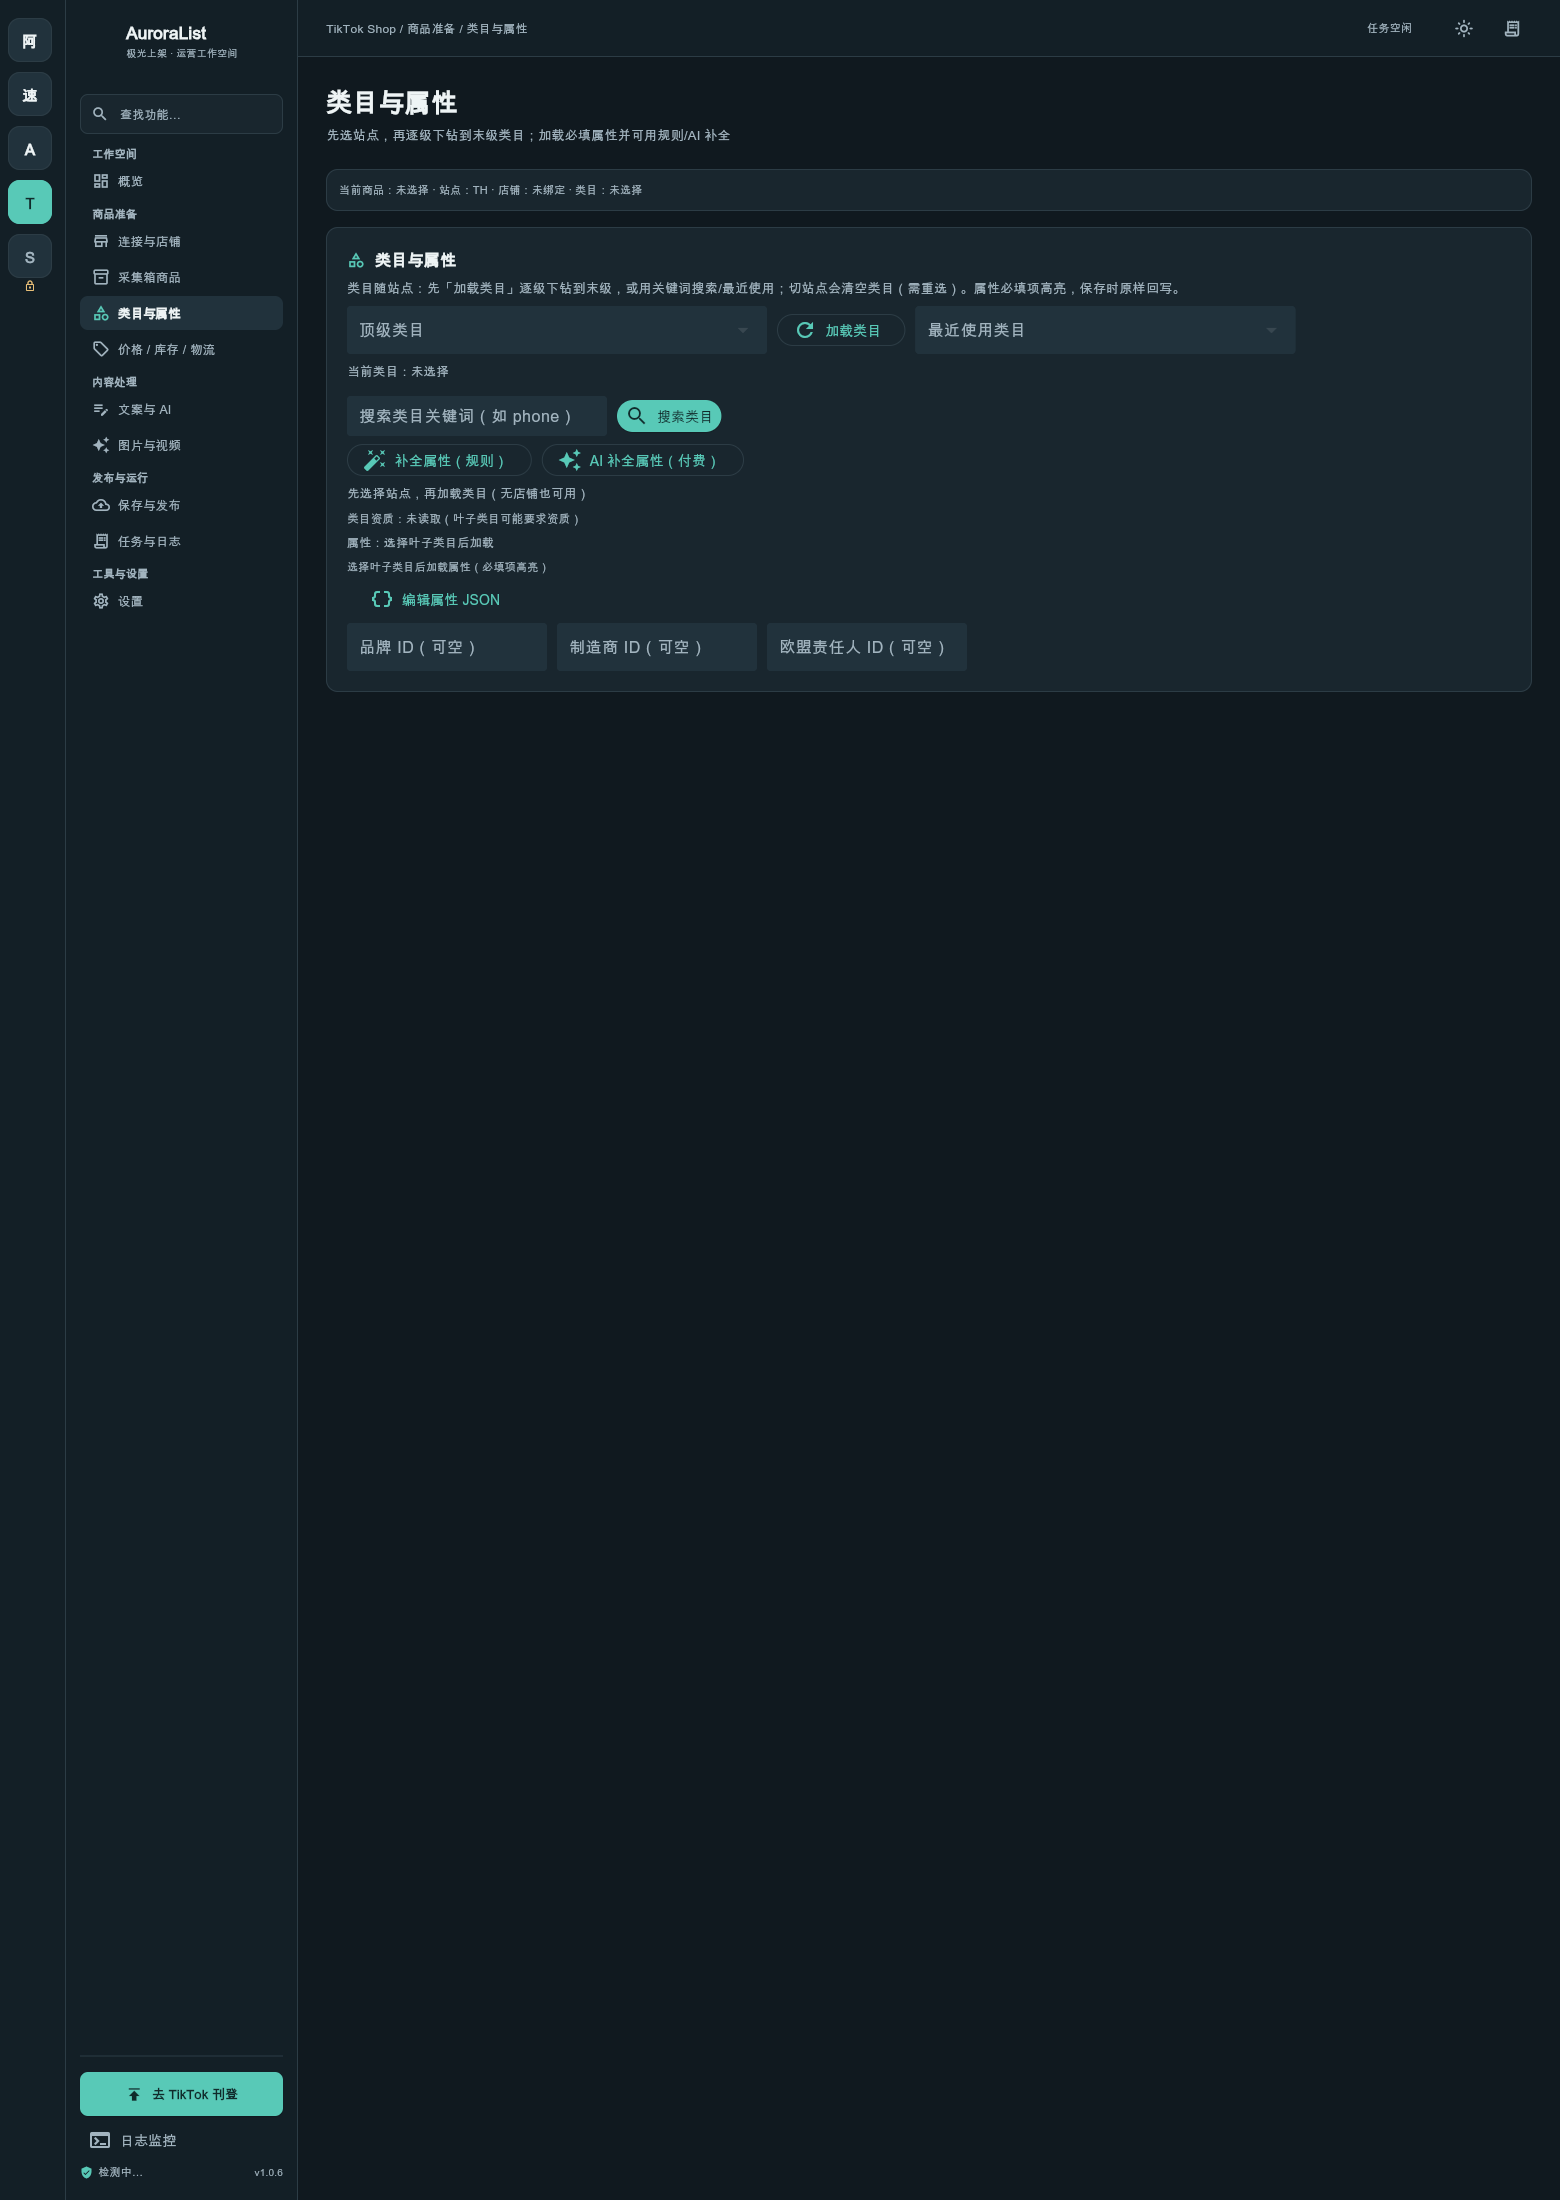 阿
速
A
T
S
AuroraList
极光上架 · 运营工作空间
查找功能...
工作空间
概览
商品准备
连接与店铺
采集箱商品
类目与属性
价格 / 库存 / 物流
内容处理
文案与 AI
图片与视频
发布与运行
保存与发布
任务与日志
工具与设置
设置
去 TikTok 刊登
日志监控
检测中...
v1.0.6
TikTok Shop / 商品准备 / 类目与属性
任务空闲
类目与属性
先选站点，再逐级下钻到末级类目；加载必填属性并可用规则/AI 补全
当前商品：未选择 · 站点：TH · 店铺：未绑定 · 类目：未选择
类目与属性
类目随站点：先「加载类目」逐级下钻到末级，或用关键词搜索/最近使用；切站点会清空类目（需重选）。属性必填项高亮，保存时原样回写。
顶级类目
加载类目
最近使用类目
当前类目：未选择
搜索类目关键词（如 phone）
搜索类目
补全属性（规则）
AI 补全属性（付费）
先选择站点，再加载类目（无店铺也可用）
类目资质：未读取（叶子类目可能要求资质）
属性：选择叶子类目后加载
选择叶子类目后加载属性（必填项高亮）
编辑属性 JSON
品牌 ID（可空）
制造商 ID（可空）
欧盟责任人 ID（可空）